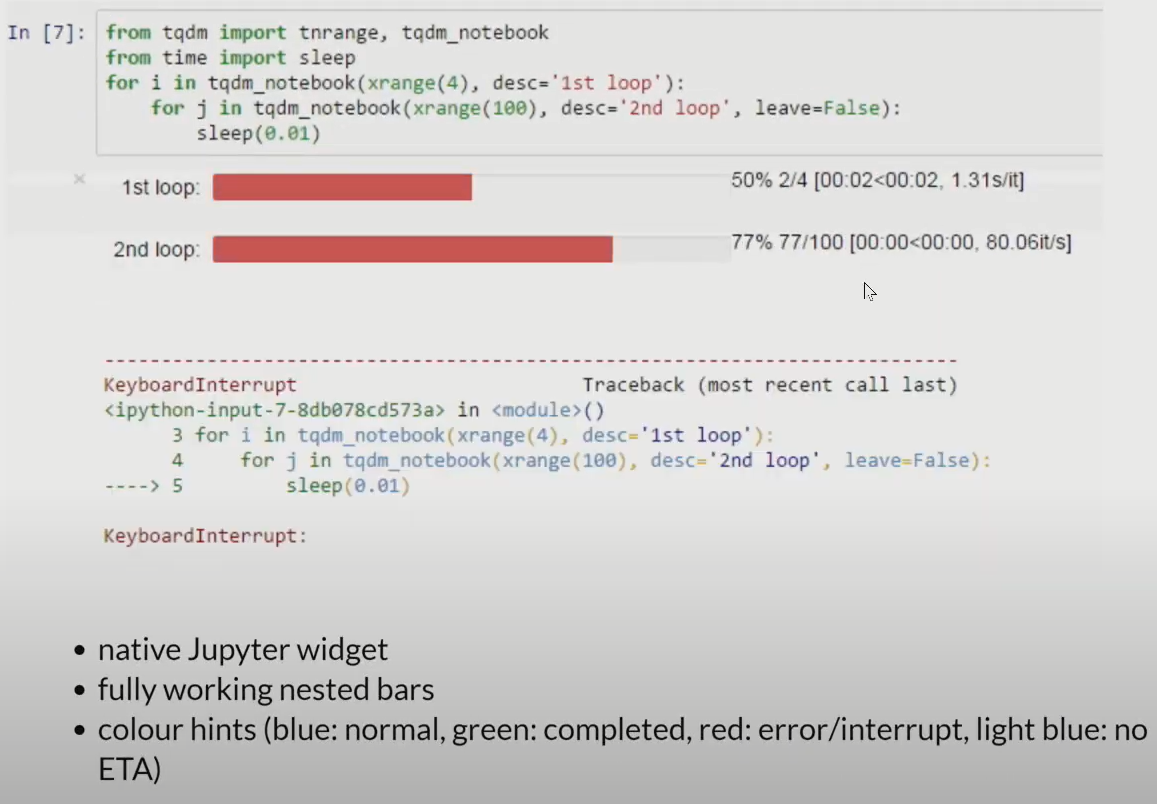 In [7]: from tqdm import tnrange, tqdm_notebook
from time import sleep
for i in tqdm_notebook(xrange(4), desc='1st loop'):
    for j in tqdm_notebook(xrange(100), desc='2nd loop', leave=False):
        sleep(0.01)
×
1st loop: 50% 2/4 [00:02<00:02, 1.31s/it]
2nd loop: 77% 77/100 [00:00<00:00, 80.06it/s]
---------------------------------------------------------------------------
KeyboardInterrupt                         Traceback (most recent call last)
<ipython-input-7-8db078cd573a> in <module>()
      3 for i in tqdm_notebook(xrange(4), desc='1st loop'):
      4     for j in tqdm_notebook(xrange(100), desc='2nd loop', leave=False):
----> 5         sleep(0.01)
KeyboardInterrupt:
• native Jupyter widget
• fully working nested bars
• colour hints (blue: normal, green: completed, red: error/interrupt, light blue: no
ETA)